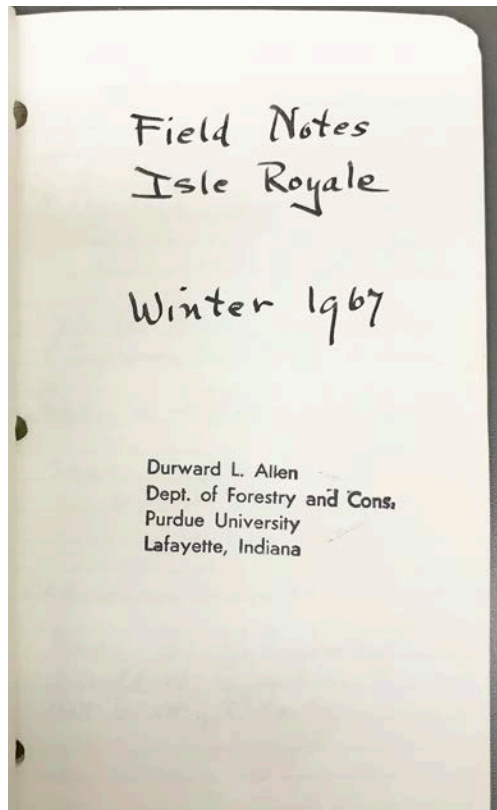 Field Notes
Isle Royale
Winter 1967
Durward L. Allen
Dept. of Forestry and Cons.
Purdue University
Lafayette, Indiana